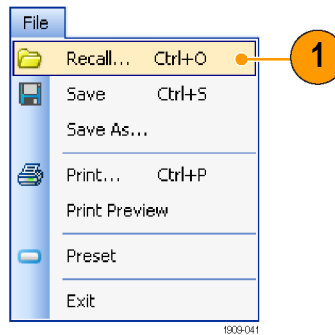 File
Recall... Ctrl+O
1
Save Ctrl+S
Save As...
Print... Ctrl+P
Print Preview
Preset
Exit
1909-041